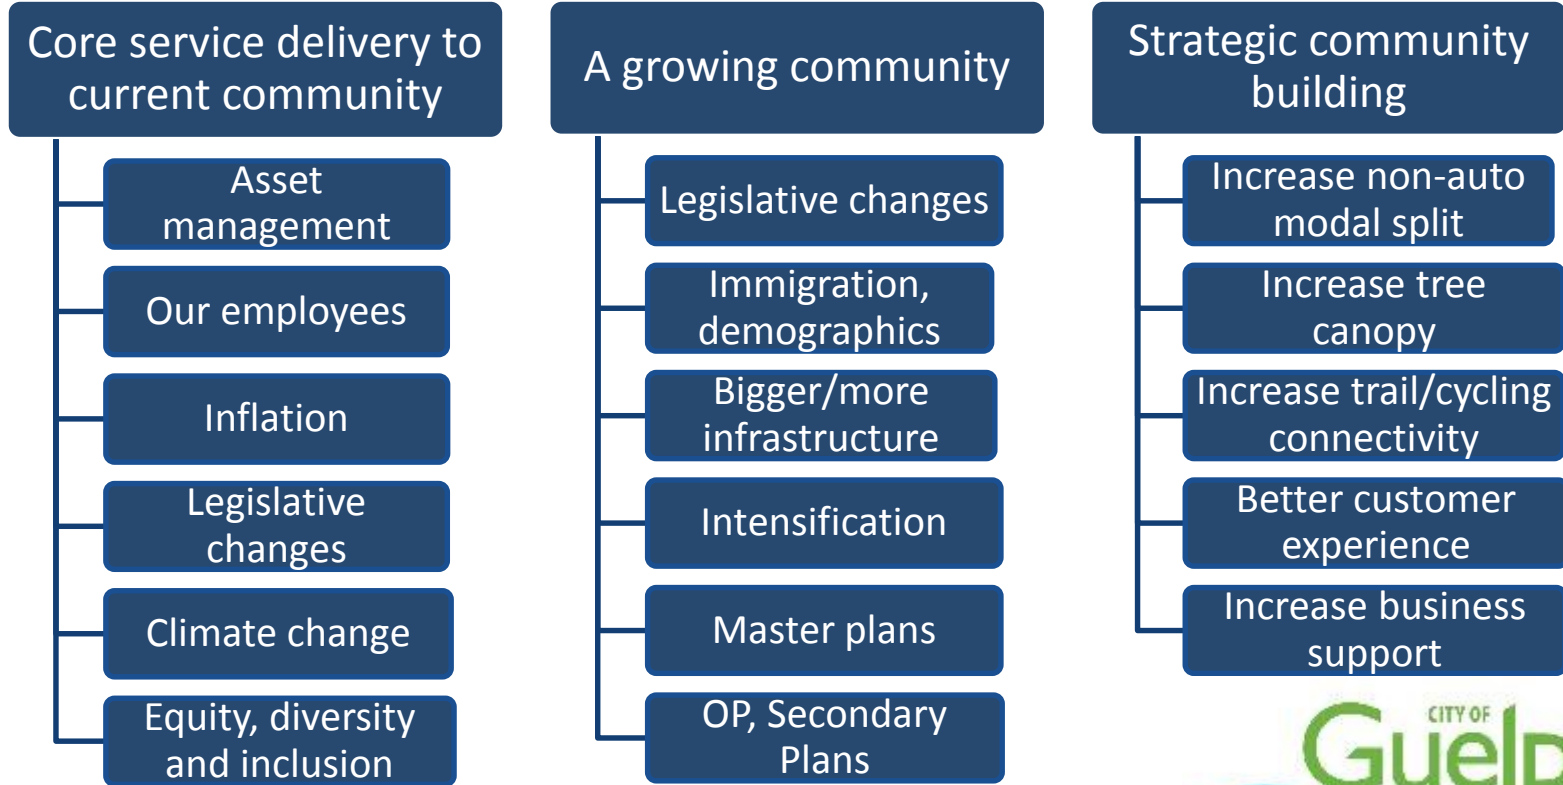 Core service delivery to
current community
Asset
management
Our employees
Inflation
Legislative
changes
Climate change
Equity, diversity
and inclusion
A growing community
Legislative changes
Immigration,
demographics
Bigger/more
infrastructure
Intensification
Master plans
OP, Secondary
Plans
Strategic community
building
Increase non-auto
modal split
Increase tree
canopy
Increase trail/cycling
connectivity
Better customer
experience
Increase business
support
CITY OF